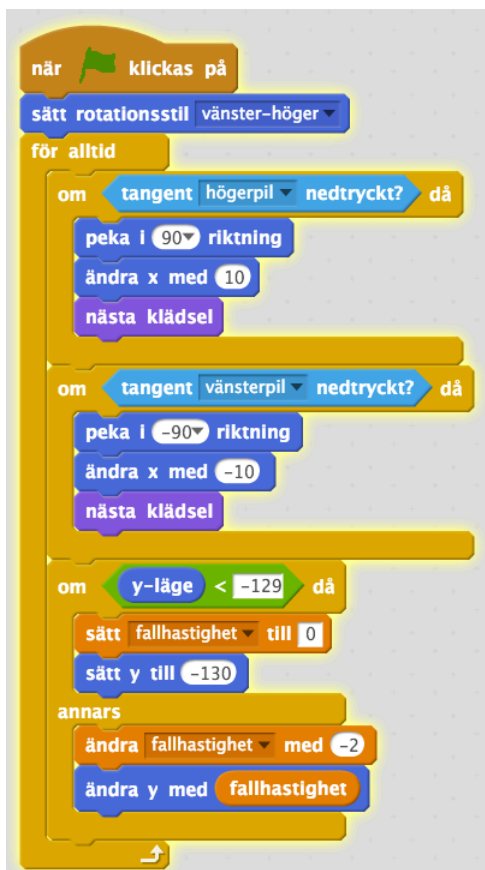 när klickas på
sätt rotationsstil vänster-höger
för alltid
om tangent högerpil nedtryckt? då
peka i 90 riktning
ändra x med 10
nästa klädsel
om tangent vänsterpil nedtryckt? då
peka i -90 riktning
ändra x med -10
nästa klädsel
om y-läge < -129 då
sätt fallhastighet till 0
sätt y till -130
annars
ändra fallhastighet med -2
ändra y med fallhastighet